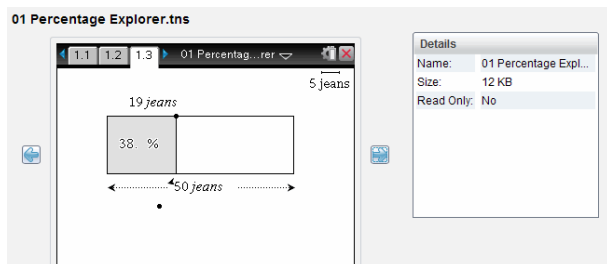 01 Percentage Explorer.tns
1.1 1.2 1.3 01 Percentag...rer
5 jeans
19 jeans
38. %
50 jeans
Details
Name: 01 Percentage Expl...
Size: 12 KB
Read Only: No